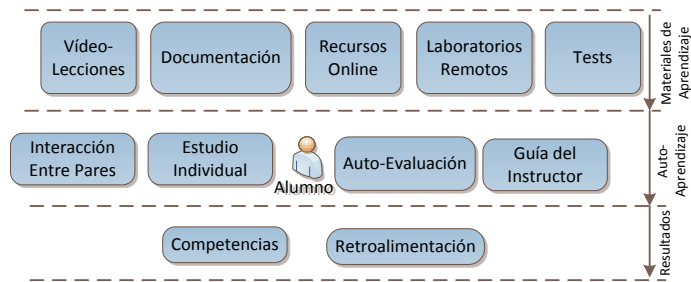 Vídeo-
Lecciones
Documentación
Recursos
Online
Laboratorios
Remotos
Tests
Materiales de
Aprendizaje
Interacción
Entre Pares
Estudio
Individual
Alumno
Auto-Evaluación
Guía del
Instructor
Auto-
Aprendizaje
Competencias
Retroalimentación
Resultados